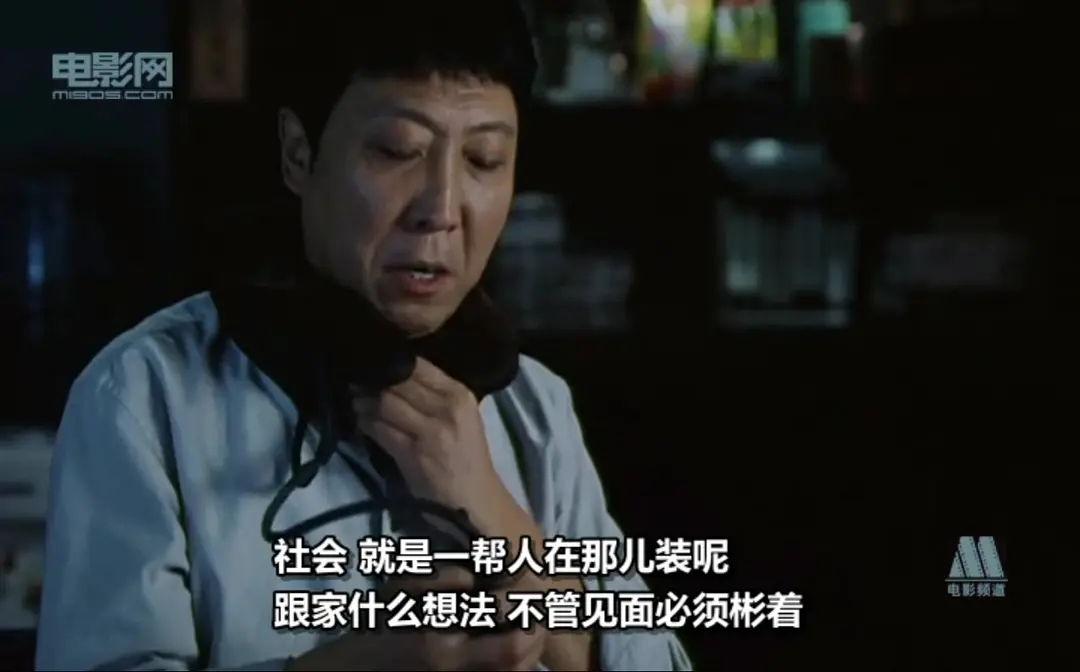 电影网
m1905.com
社会 就是一帮人在那儿装呢
跟家什么想法 不管见面必须彬着
电影频道